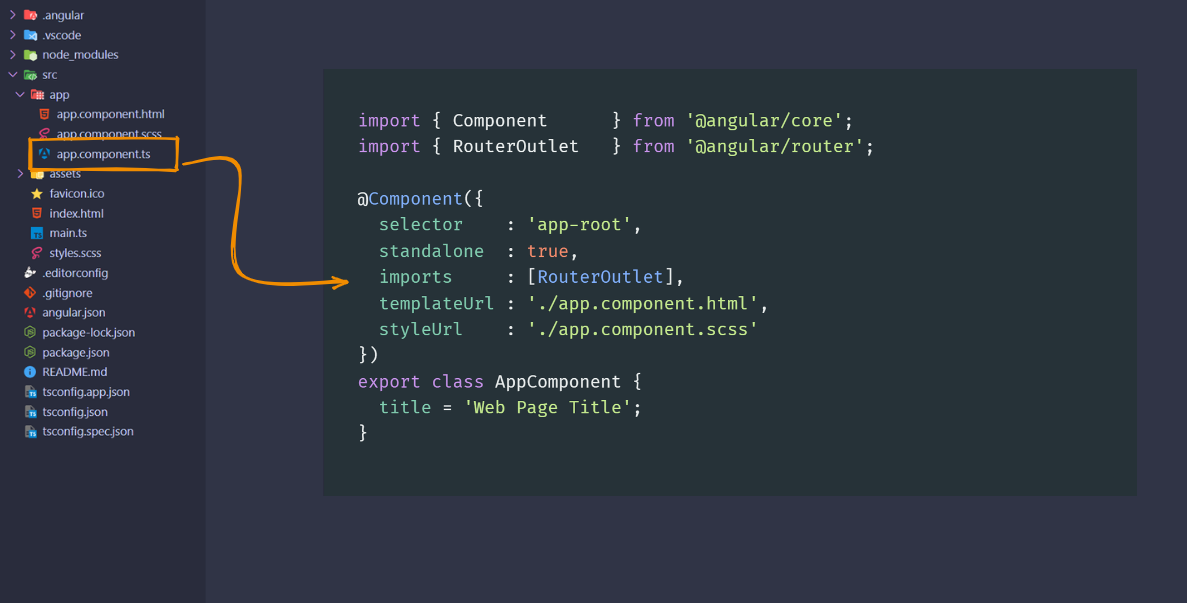 .angular
.vscode
node_modules
src
app
app.component.html
app.component.scss
app.component.ts
assets
favicon.ico
index.html
main.ts
styles.scss
.editorconfig
.gitignore
angular.json
package-lock.json
package.json
README.md
tsconfig.app.json
tsconfig.json
tsconfig.spec.json
import { Component      } from '@angular/core';
import { RouterOutlet   } from '@angular/router';
@Component({
  selector    : 'app-root',
  standalone  : true,
  imports     : [RouterOutlet],
  templateUrl : './app.component.html',
  styleUrl    : './app.component.scss'
})
export class AppComponent {
  title = 'Web Page Title';
}